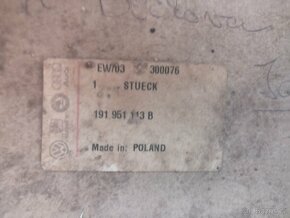 EW/03 300076
1 STUECK
191 951 113 B
Made in: POLAND